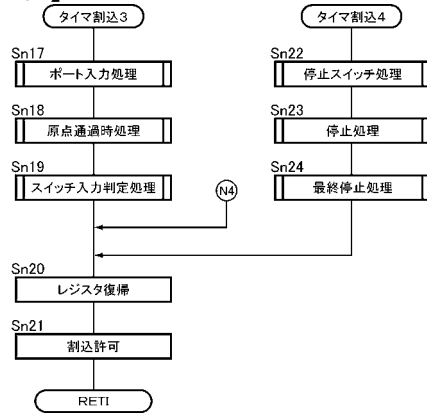 タイマ割込3
Sn17
ポート入力処理
Sn18
原点通過時処理
Sn19
スイッチ入力判定処理
N4
Sn20
レジスタ復帰
Sn21
割込許可
RETI
タイマ割込4
Sn22
停止スイッチ処理
Sn23
停止処理
Sn24
最終停止処理